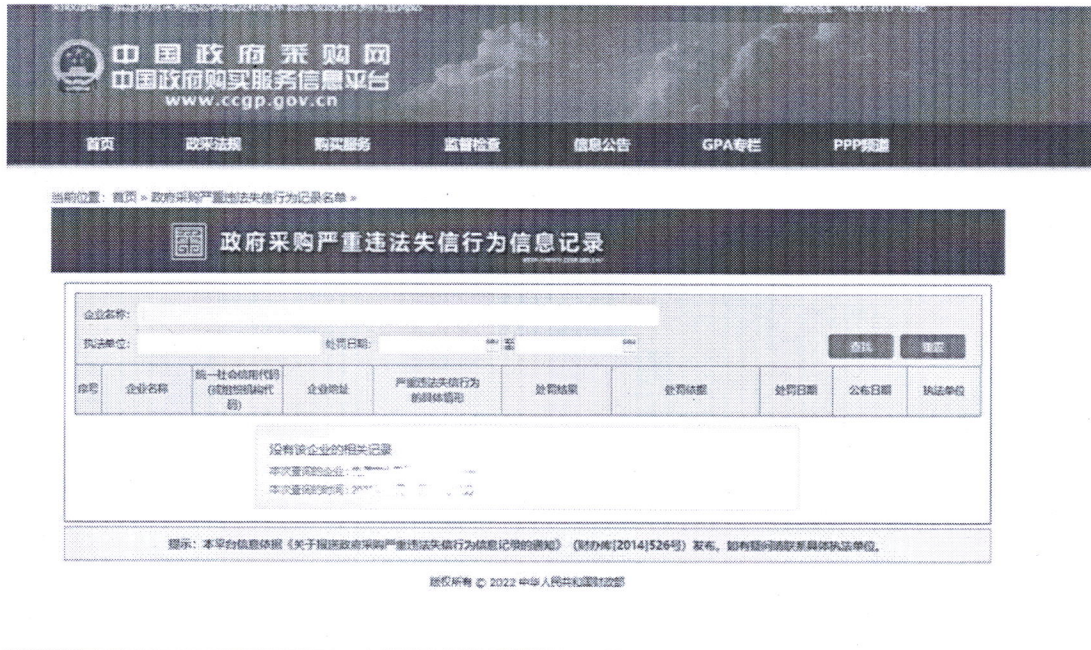 中国政府采购网
中国政府购买服务信息平台
www.ccgp.gov.cn
首页 政采法规 购买服务 监督检查 信息公告 GPA专栏 PPP频道
当前位置：首页 » 政府采购严重违法失信行为记录名单 »
政府采购严重违法失信行为信息记录
企业名称：
执法单位： 处罚日期： 至 查找 重置
序号 企业名称 统一社会信用代码(或组织机构代码) 企业地址 严重违法失信行为的具体情形 处罚结果 处罚依据 处罚日期 公布日期 执法单位
没有该企业的相关记录
本次查询的企业：
本次查询的时间：
提示：本平台信息依据《关于报送政府采购严重违法失信行为信息记录的通知》（财办库[2014]526号）发布。如有疑问请联系具体执法单位。
版权所有 © 2022 中华人民共和国财政部